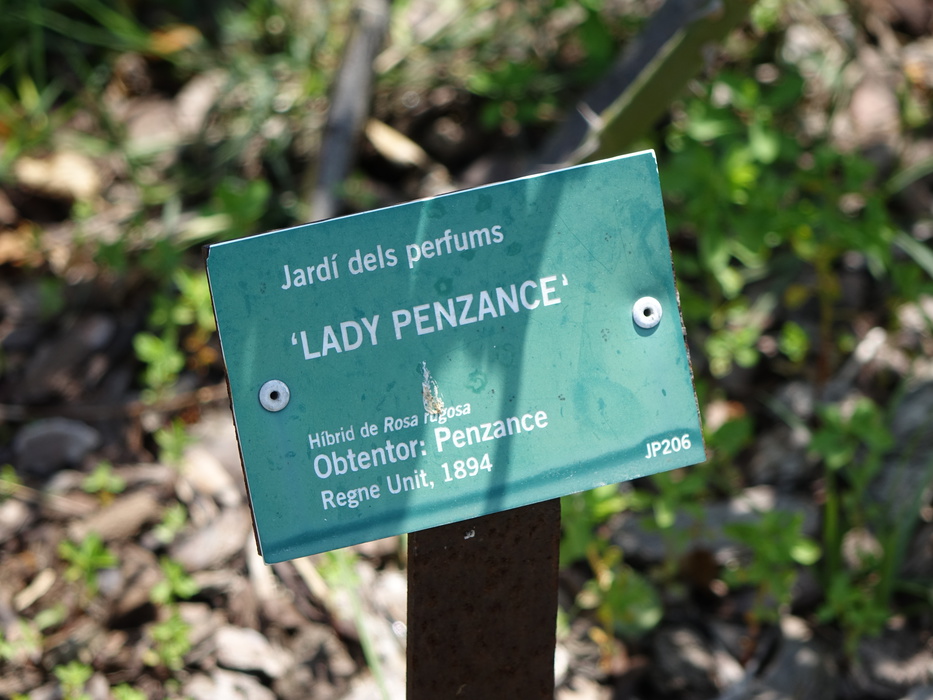 Jardí dels perfums
'LADY PENZANCE'
Híbrid de Rosa rugosa
Obtentor: Penzance
Regne Unit, 1894
JP206